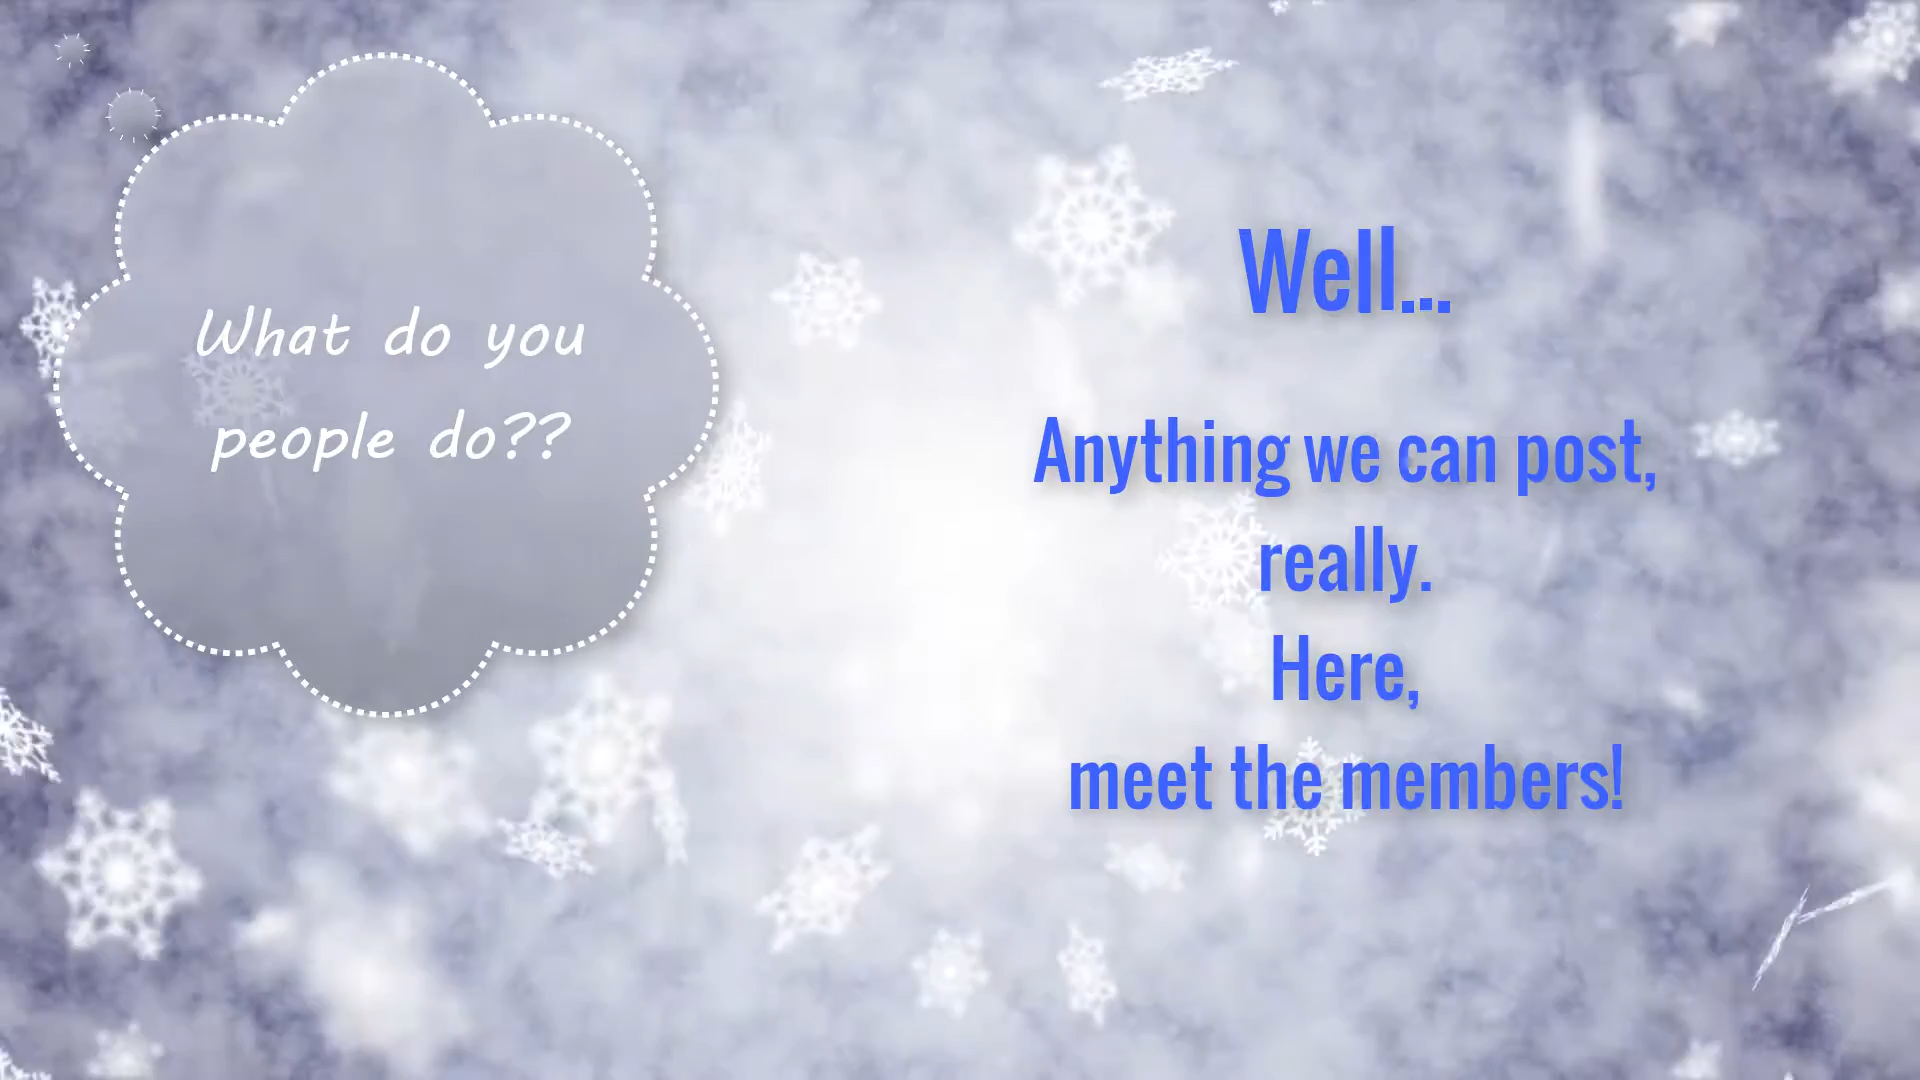 What do you
people do??
Well...
Anything we can post,
really.
Here,
meet the members!